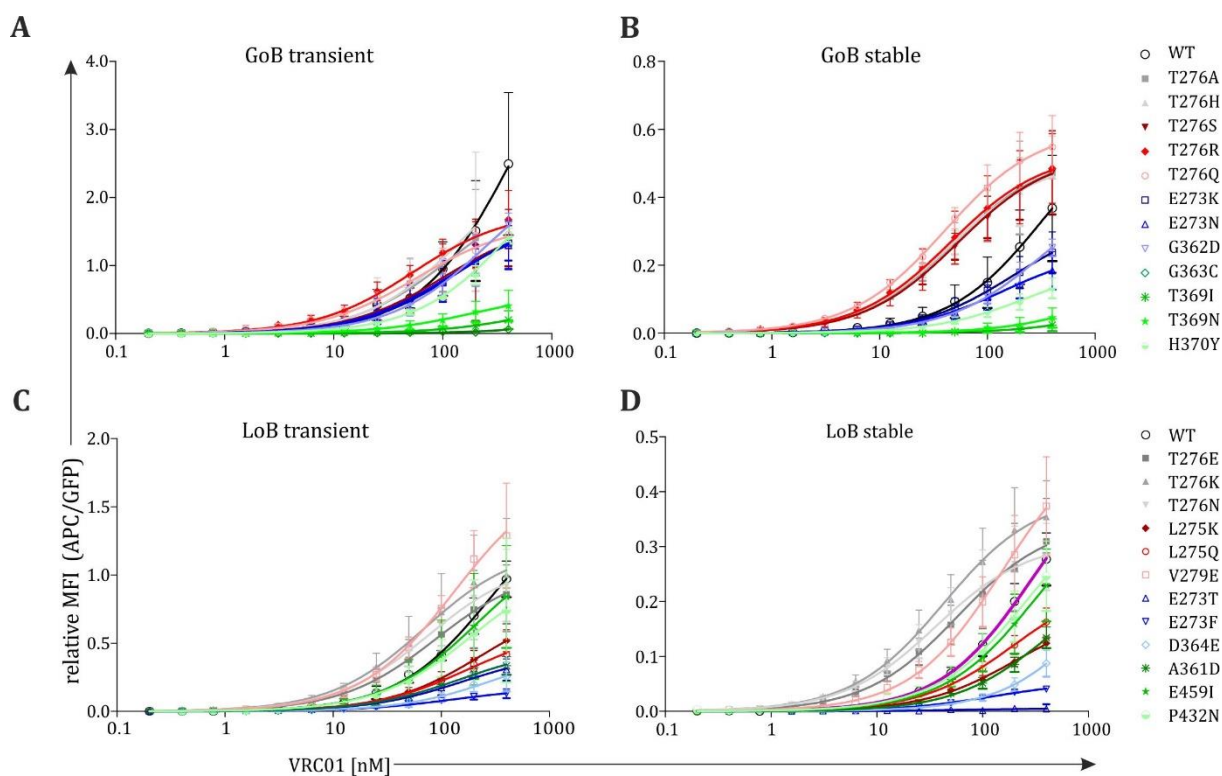 A
GoB transient
4.0
3.0
2.0
1.0
0.0
0.1
1
10
100
1000
B
GoB stable
0.8
0.6
0.4
0.2
0.0
0.1
1
10
100
1000
WT
T276A
T276H
T276S
T276R
T276Q
E273K
E273N
G362D
G363C
T369I
T369N
H370Y
C
LoB transient
2.0
1.5
1.0
0.5
0.0
0.1
1
10
100
1000
D
LoB stable
0.5
0.4
0.3
0.2
0.1
0.0
0.1
1
10
100
1000
WT
T276E
T276K
T276N
L275K
L275Q
V279E
E273T
E273F
D364E
A361D
E459I
P432N
relative MFI (APC/GFP)
VRC01 [nM]